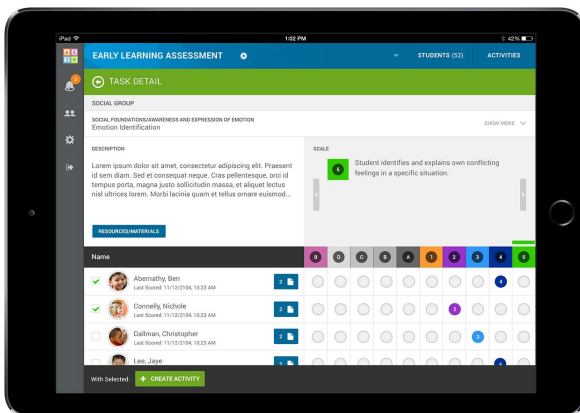 iPad 1:02 PM 42%
EARLY LEARNING ASSESSMENT STUDENTS (52) ACTIVITIES
TASK DETAIL
SOCIAL GROUP
SOCIAL FOUNDATIONS/AWARENESS AND EXPRESSION OF EMOTION
Emotion Identification SHOW MORE
DESCRIPTION SCALE
Lorem ipsum dolor sit amet, consectetur adipiscing elit. Praesent
id sem diam. Sed et consequat neque. Cras pellentesque, orci id
tempus porta, magna justo sollicitudin massa, et aliquet lectus
nisl ultrices lorem. Morbi lacinia quam et tellus ornare euismod...
5 Student identifies and explains own conflicting
feelings in a specific situation.
RESOURCES/MATERIALS
Name 0 D C B A 1 2 3 4 5
Abernathy, Ben 2 4
Last Scored: 11/12/2104, 10:23 AM
Connelly, Nichole 2 2
Last Scored: 11/12/2104, 10:23 AM
Dallman, Christopher 2 3
Last Scored: 11/12/2104, 10:23 AM
Lee, Jaye 4
With Selected: + CREATE ACTIVITY